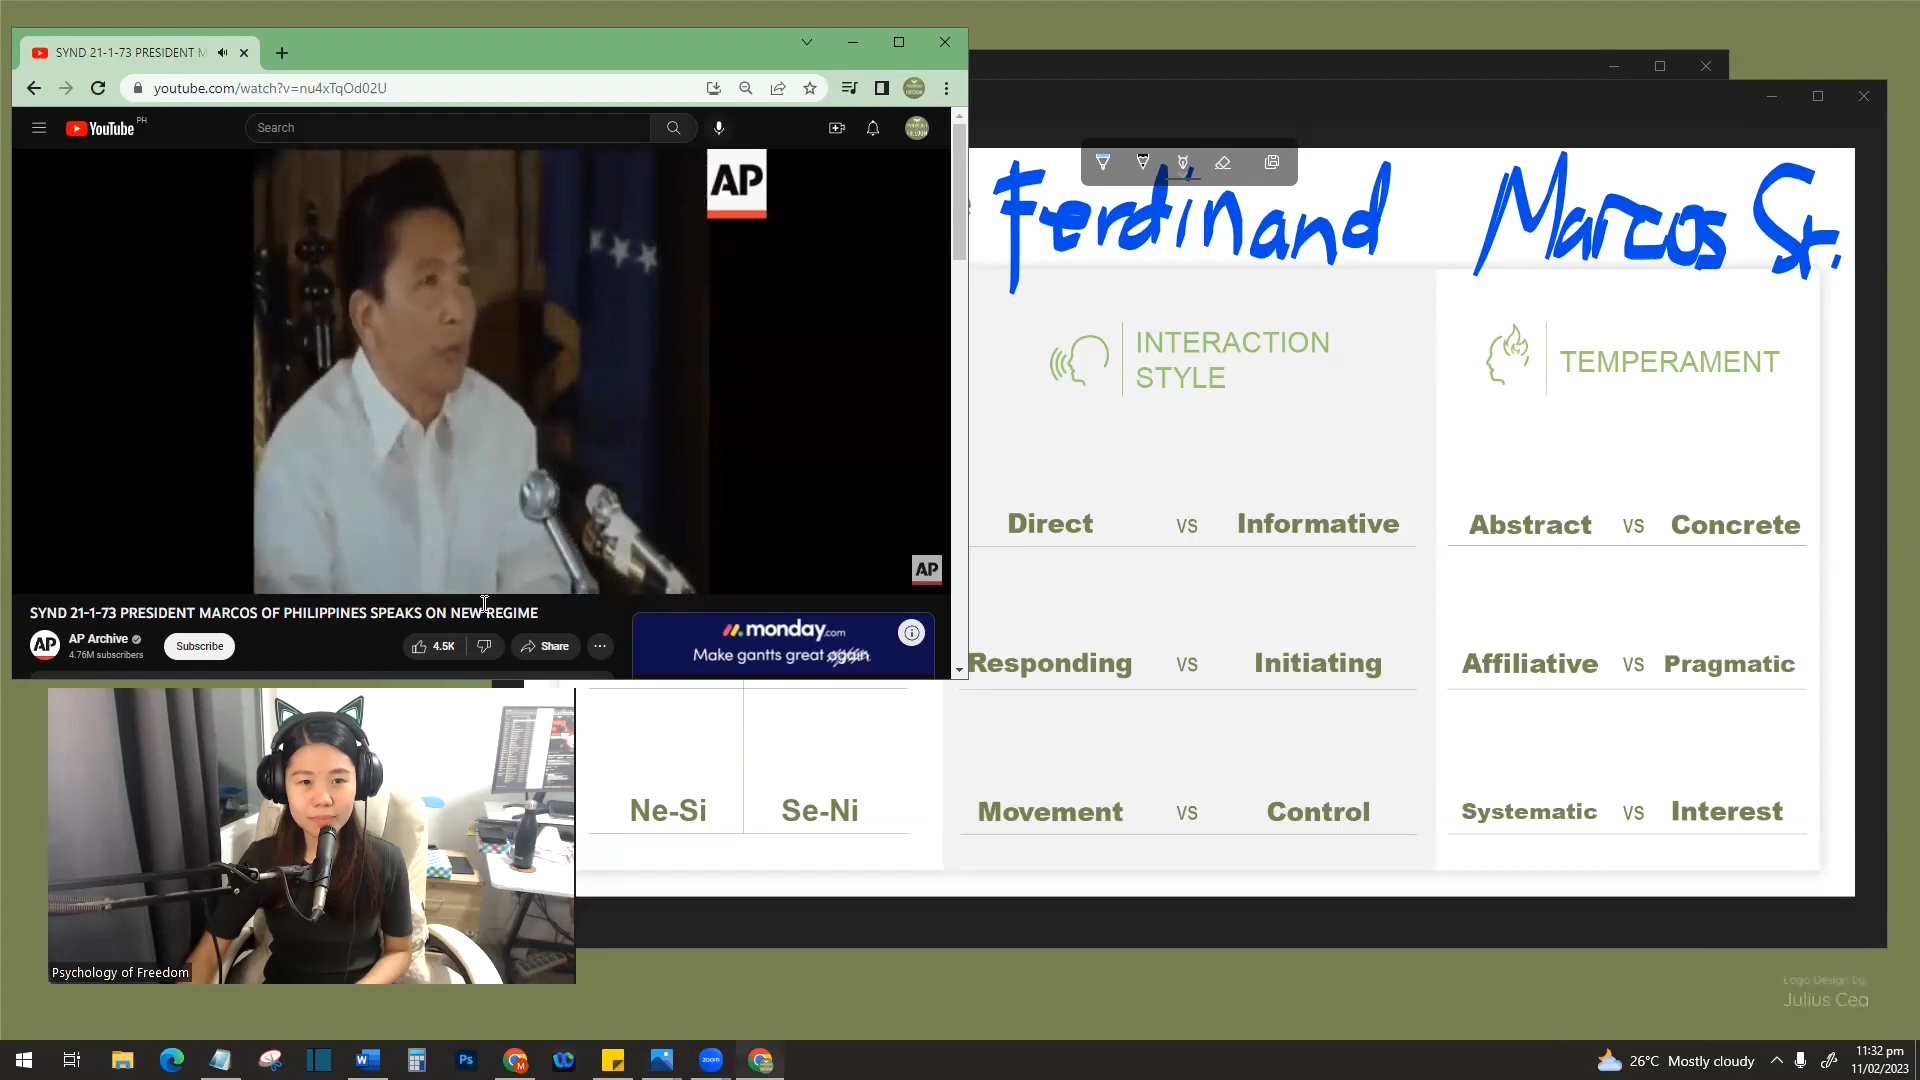 SYND 21-1-73 PRESIDENT M
youtube.com/watch?v=nu4xTqOd02U
YouTube PH
Search
AP
AP
SYND 21-1-73 PRESIDENT MARCOS OF PHILIPPINES SPEAKS ON NEW REGIME
AP
AP Archive
4.76M subscribers
Subscribe
4.5K
Share
monday.com
Make gantts great again
Ferdinand Marcos Sr.
INTERACTION
STYLE
TEMPERAMENT
Direct VS Informative
Abstract VS Concrete
Responding VS Initiating
Affiliative VS Pragmatic
Ne-Si Se-Ni
Movement VS Control
Systematic VS Interest
Psychology of Freedom
Logo Design by:
Julius Cea
W
Ps
M
zoom
26°C Mostly cloudy
11:32 pm
11/02/2023